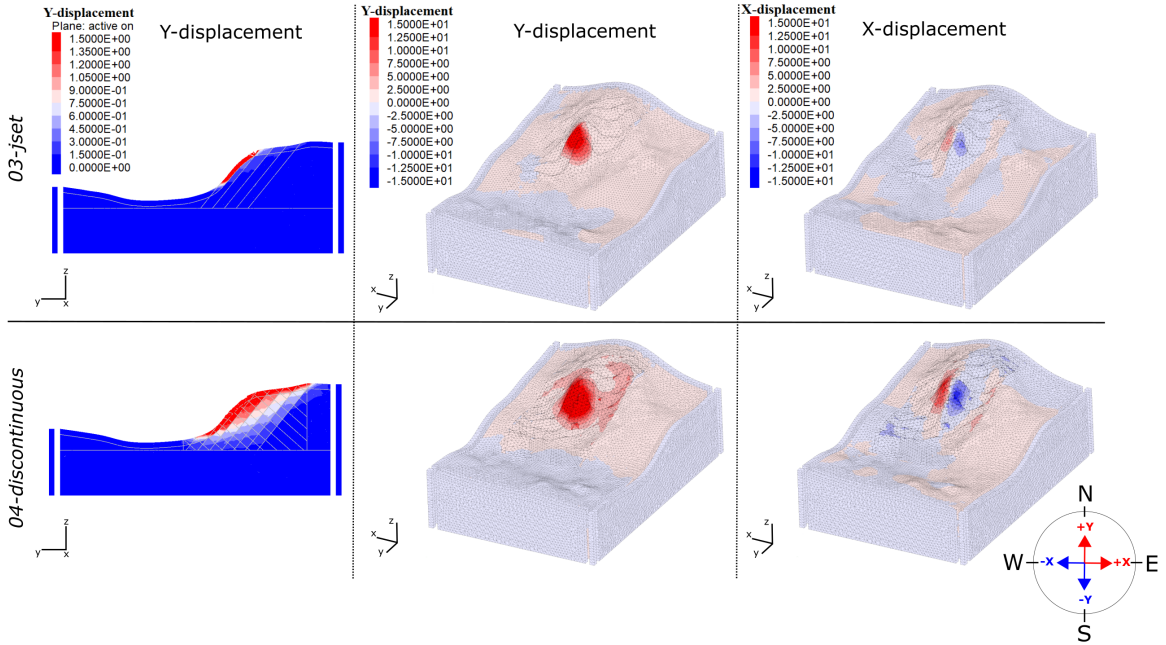 Y-displacement
Plane: active on
1.5000E+00
1.3500E+00
1.2000E+00
1.0500E+00
9.0000E-01
7.5000E-01
6.0000E-01
4.5000E-01
3.0000E-01
1.5000E-01
0.0000E+00
Y-displacement
Y-displacement
1.5000E+01
1.2500E+01
1.0000E+01
7.5000E+00
5.0000E+00
2.5000E+00
0.0000E+00
-2.5000E+00
-5.0000E+00
-7.5000E+00
-1.0000E+01
-1.2500E+01
-1.5000E+01
Y-displacement
X-displacement
1.5000E+01
1.2500E+01
1.0000E+01
7.5000E+00
5.0000E+00
2.5000E+00
0.0000E+00
-2.5000E+00
-5.0000E+00
-7.5000E+00
-1.0000E+01
-1.2500E+01
-1.5000E+01
X-displacement
03-jset
z
y
x
z
x
y
z
x
y
04-discontinuous
z
y
x
z
x
y
z
x
y
N
+Y
W
-X
+X
E
-Y
S